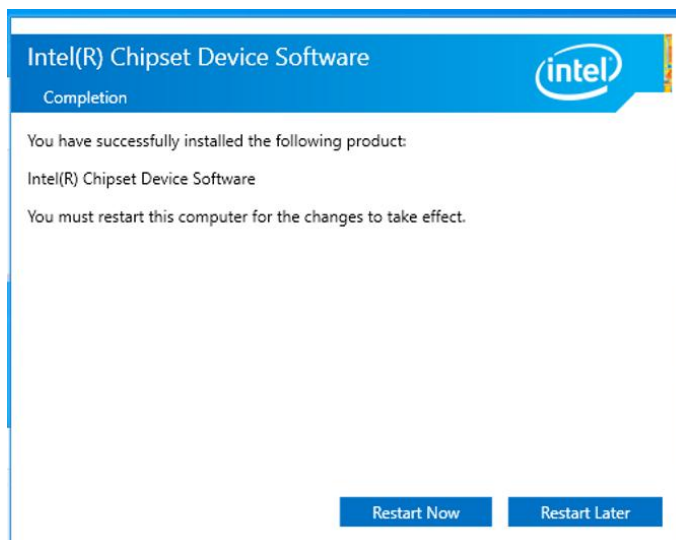 Intel(R) Chipset Device Software
intel
Completion
You have successfully installed the following product:
Intel(R) Chipset Device Software
You must restart this computer for the changes to take effect.
Restart Now
Restart Later